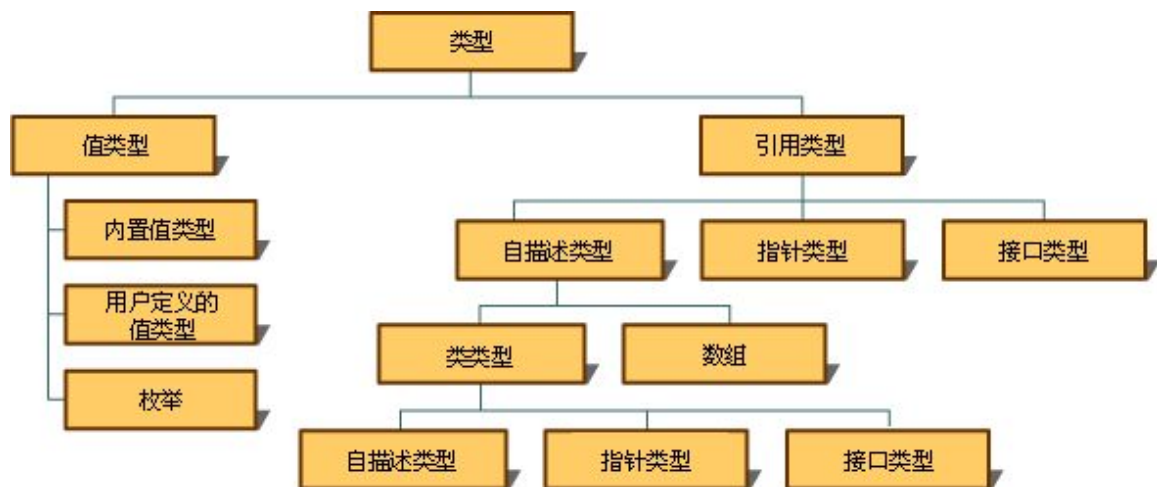 类型
值类型
引用类型
内置值类型
自描述类型
指针类型
接口类型
用户定义的
值类型
类类型
数组
枚举
自描述类型
指针类型
接口类型